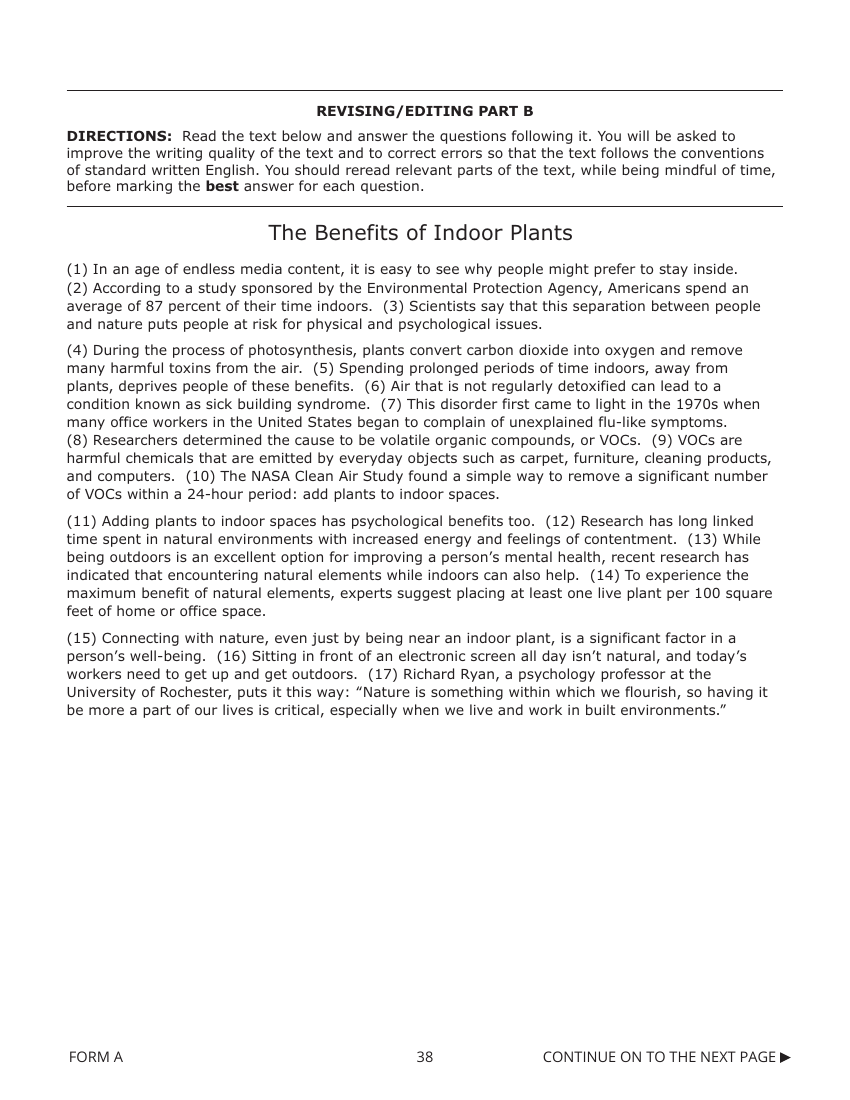 REVISING/EDITING PART B
DIRECTIONS: Read the text below and answer the questions following it. You will be asked to
improve the writing quality of the text and to correct errors so that the text follows the conventions
of standard written English. You should reread relevant parts of the text, while being mindful of time,
before marking the best answer for each question.
The Benefits of Indoor Plants
(1) In an age of endless media content, it is easy to see why people might prefer to stay inside.
(2) According to a study sponsored by the Environmental Protection Agency, Americans spend an
average of 87 percent of their time indoors. (3) Scientists say that this separation between people
and nature puts people at risk for physical and psychological issues.
(4) During the process of photosynthesis, plants convert carbon dioxide into oxygen and remove
many harmful toxins from the air. (5) Spending prolonged periods of time indoors, away from
plants, deprives people of these benefits. (6) Air that is not regularly detoxified can lead to a
condition known as sick building syndrome. (7) This disorder first came to light in the 1970s when
many office workers in the United States began to complain of unexplained flu-like symptoms.
(8) Researchers determined the cause to be volatile organic compounds, or VOCs. (9) VOCs are
harmful chemicals that are emitted by everyday objects such as carpet, furniture, cleaning products,
and computers. (10) The NASA Clean Air Study found a simple way to remove a significant number
of VOCs within a 24-hour period: add plants to indoor spaces.
(11) Adding plants to indoor spaces has psychological benefits too. (12) Research has long linked
time spent in natural environments with increased energy and feelings of contentment. (13) While
being outdoors is an excellent option for improving a person's mental health, recent research has
indicated that encountering natural elements while indoors can also help. (14) To experience the
maximum benefit of natural elements, experts suggest placing at least one live plant per 100 square
feet of home or office space.
(15) Connecting with nature, even just by being near an indoor plant, is a significant factor in a
person's well-being. (16) Sitting in front of an electronic screen all day isn't natural, and today's
workers need to get up and get outdoors. (17) Richard Ryan, a psychology professor at the
University of Rochester, puts it this way: “Nature is something within which we flourish, so having it
be more a part of our lives is critical, especially when we live and work in built environments.”
FORM A 38 CONTINUE ON TO THE NEXT PAGE ▶